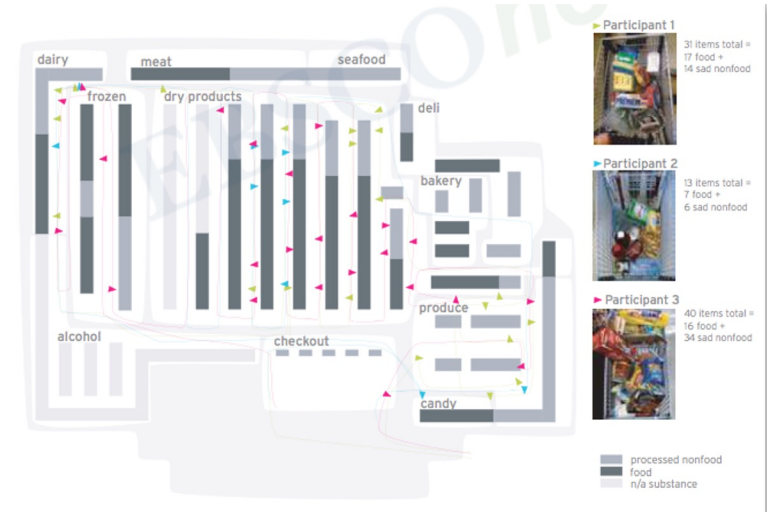 EBSCO
dairy
meat
seafood
frozen
dry products
deli
bakery
produce
alcohol
checkout
candy
Participant 1
31 items total =
17 food +
14 sad nonfood
Participant 2
13 items total =
7 food +
6 sad nonfood
Participant 3
40 items total =
16 food +
34 sad nonfood
processed nonfood
food
n/a substance